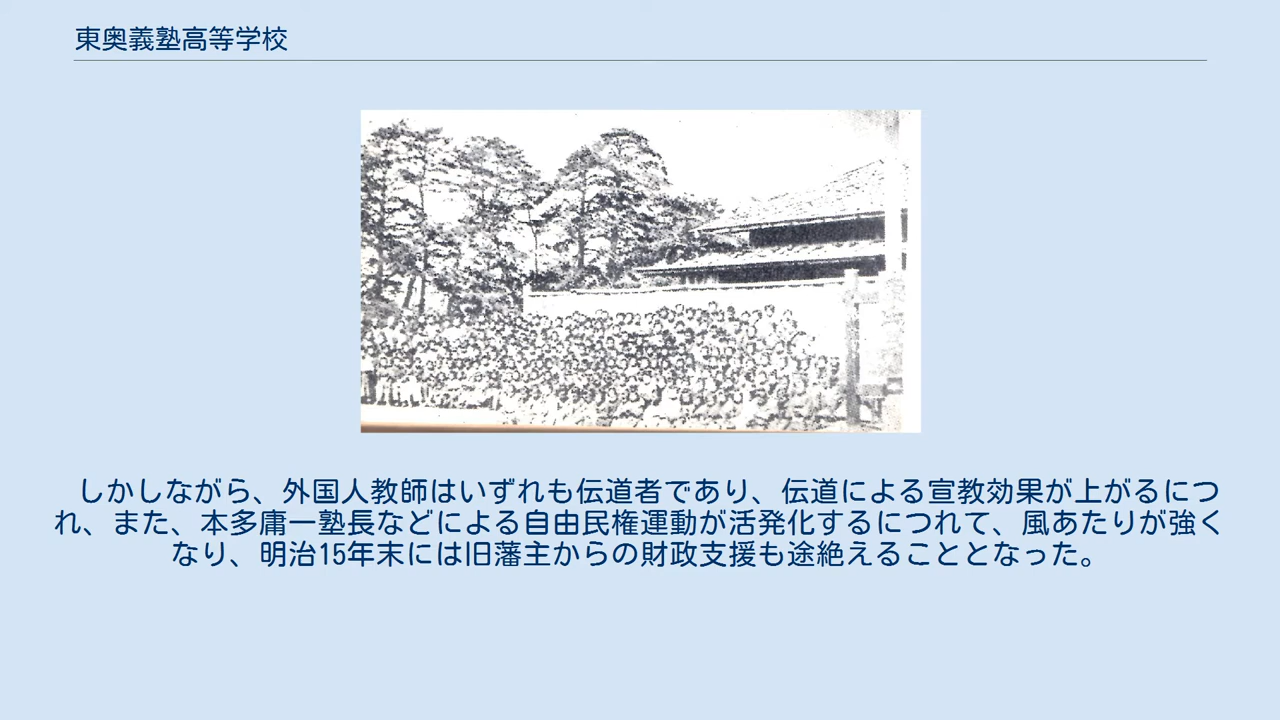 東奥義塾高等学校
しかしながら、外国人教師はいずれも伝道者であり、伝道による宣教効果が上がるにつ
れ、また、本多庸一塾長などによる自由民権運動が活発化するにつれて、風あたりが強く
なり、明治15年末には旧藩主からの財政支援も途絶えることとなった。